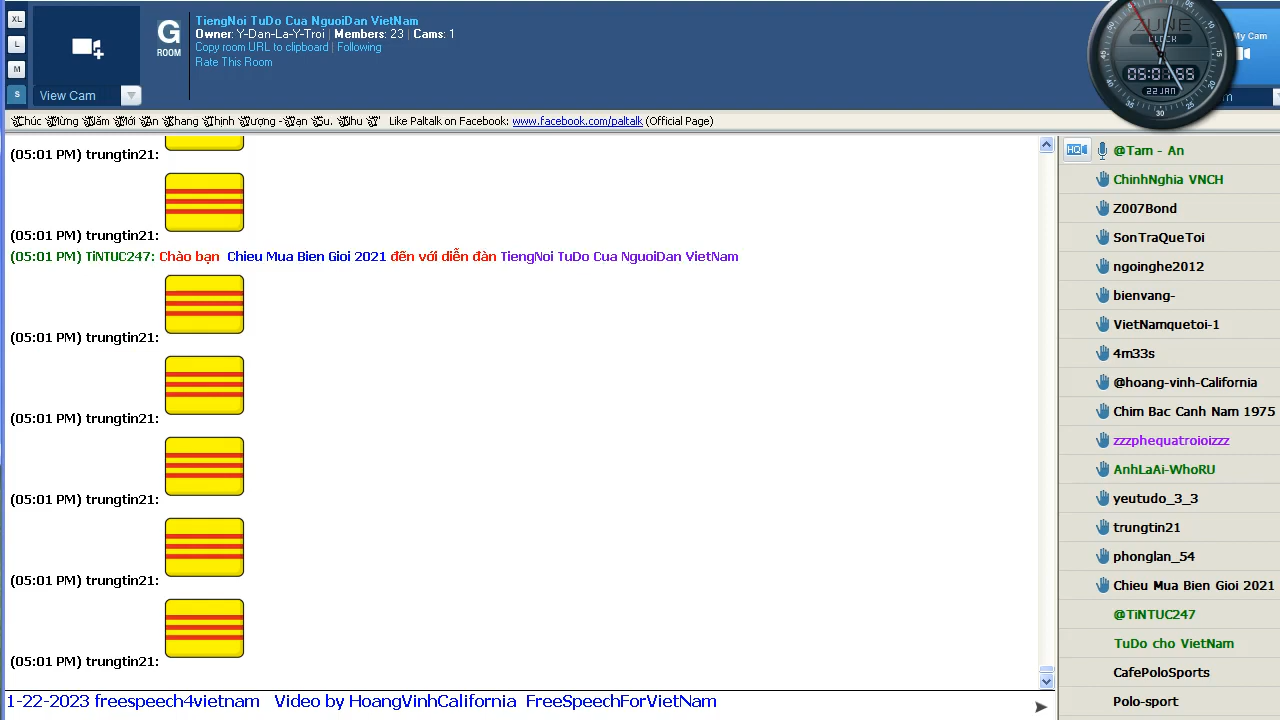 XL
L
M
S
View Cam
G
ROOM
TiengNoi TuDo Cua NguoiDan VietNam
Owner: Y-Dan-La-Y-Troi | Members: 23 | Cams: 1
Copy room URL to clipboard | Following
Rate This Room
ZUNE
CLOCK
05:01:55
22 JAN
My Cam
Like Paltalk on Facebook: www.facebook.com/paltalk (Official Page)
(05:01 PM) trungtin21:
(05:01 PM) trungtin21:
(05:01 PM) TiNTUC247: Chào bạn Chieu Mua Bien Gioi 2021 đến với diễn đàn TiengNoi TuDo Cua NguoiDan VietNam
(05:01 PM) trungtin21:
(05:01 PM) trungtin21:
(05:01 PM) trungtin21:
(05:01 PM) trungtin21:
(05:01 PM) trungtin21:
1-22-2023 freespeech4vietnam Video by HoangVinhCalifornia FreeSpeechForVietNam
HQ
@Tam - An
ChinhNghia VNCH
Z007Bond
SonTraQueToi
ngoinghe2012
bienvang-
VietNamquetoi-1
4m33s
@hoang-vinh-California
Chim Bac Canh Nam 1975
zzzphequatroioizzz
AnhLaAi-WhoRU
yeutudo_3_3
trungtin21
phonglan_54
Chieu Mua Bien Gioi 2021
@TiNTUC247
TuDo cho VietNam
CafePoloSports
Polo-sport